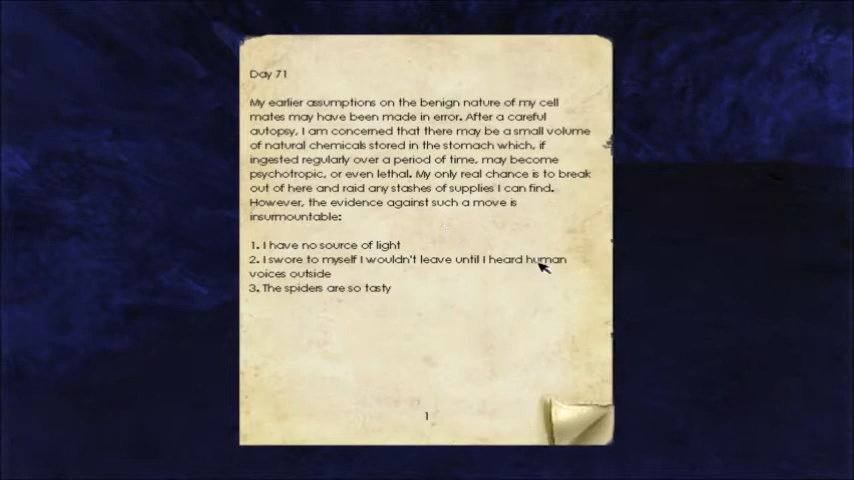 Day 71
My earlier assumptions on the benign nature of my cell
mates may have been made in error. After a careful
autopsy, I am concerned that there may be a small volume
of natural chemicals stored in the stomach which, if
ingested regularly over a period of time, may become
psychotropic, or even lethal. My only real chance is to break
out of here and raid any stashes of supplies I can find.
However, the evidence against such a move is
insurmountable:
1. I have no source of light
2. I swore to myself I wouldn't leave until I heard human
voices outside
3. The spiders are so tasty
1